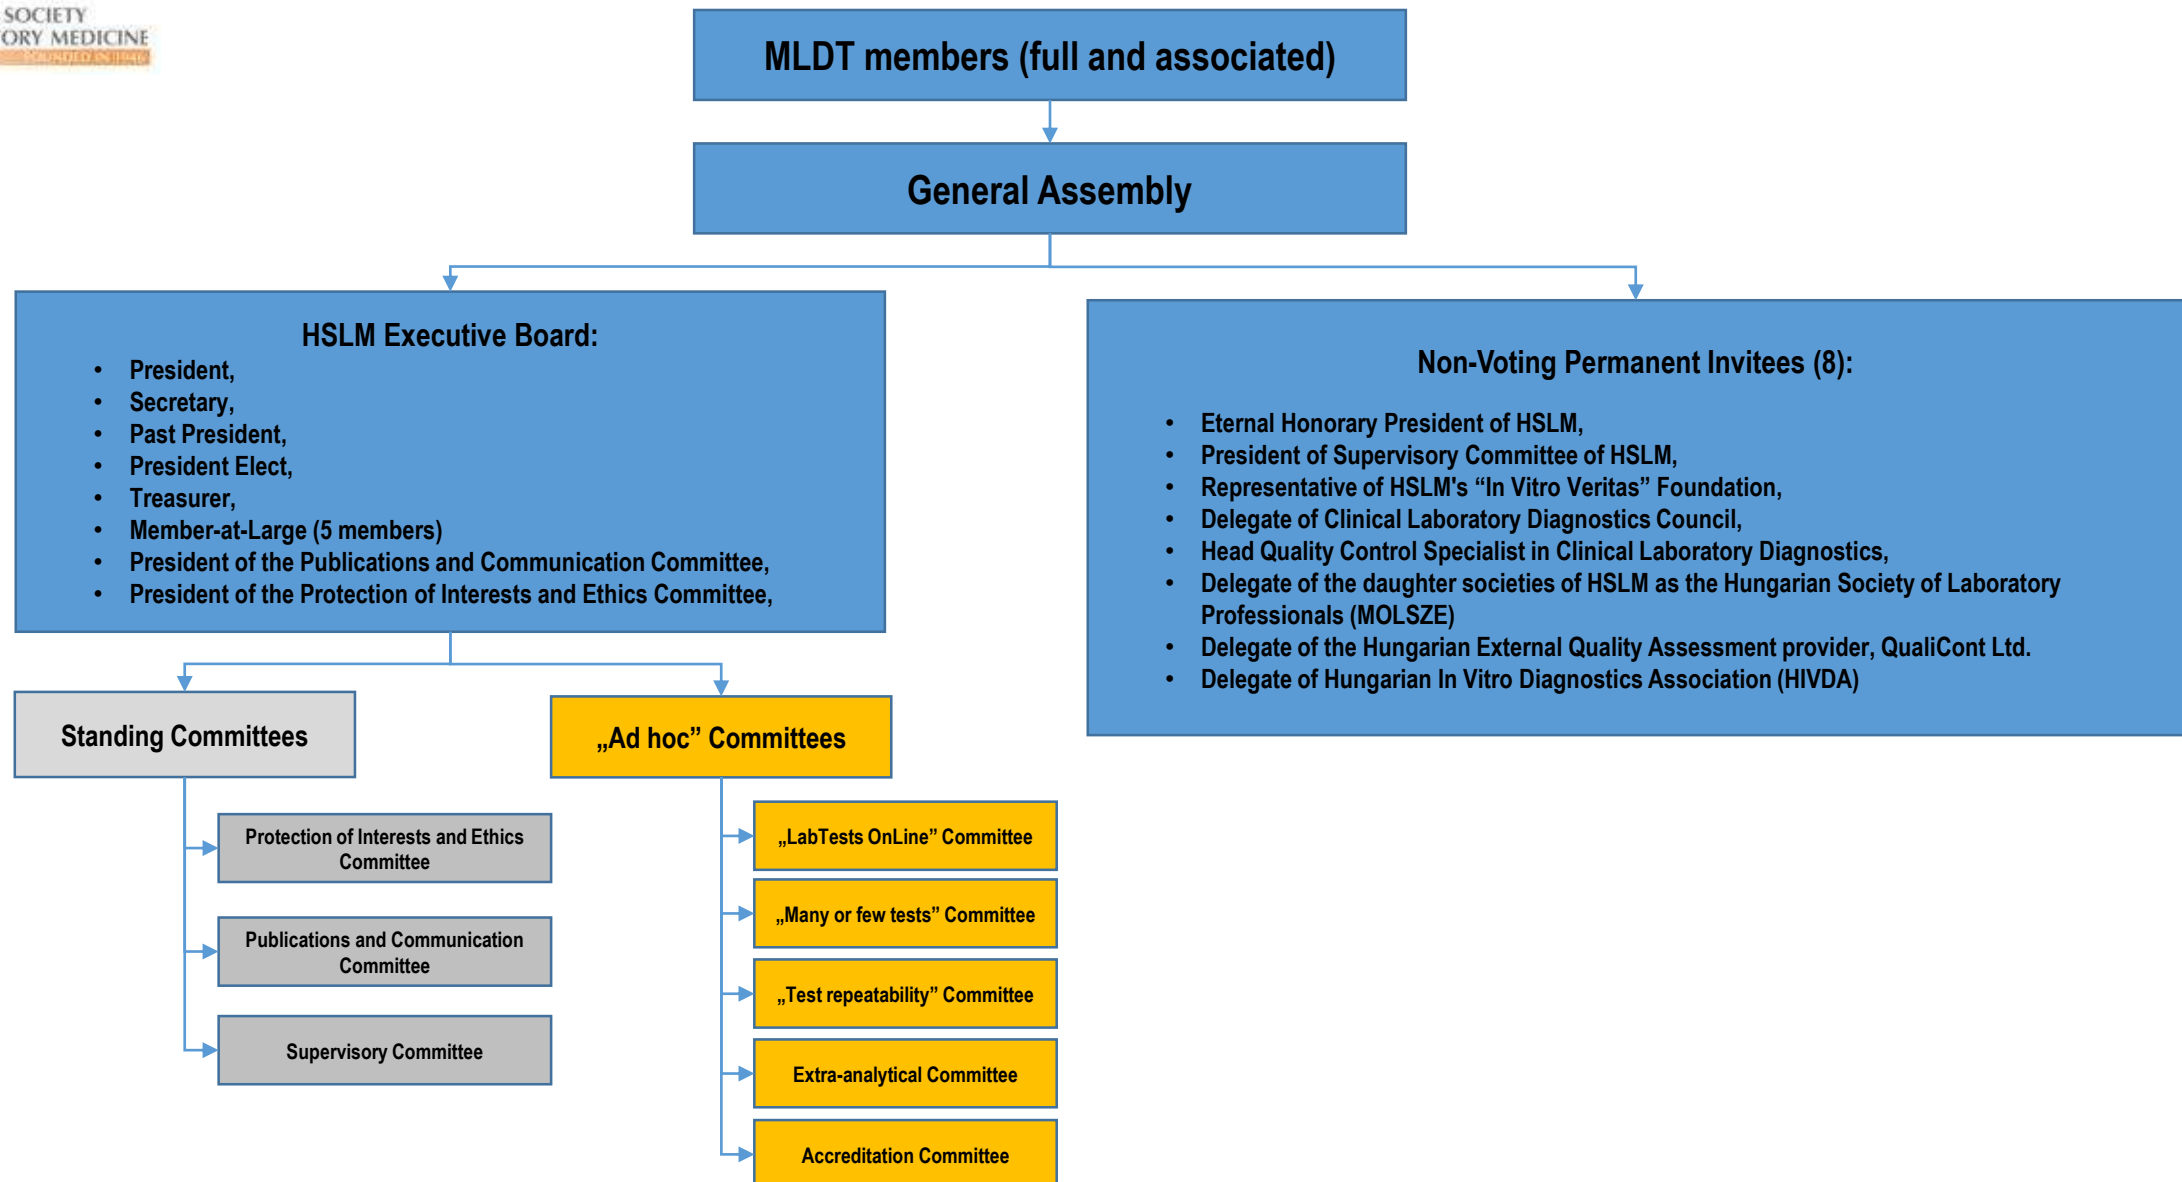 SOCIETY
ORY MEDICINE
FOUNDED IN 1946
MLDT members (full and associated)
General Assembly
HSLM Executive Board:
• President,
• Secretary,
• Past President,
• President Elect,
• Treasurer,
• Member-at-Large (5 members)
• President of the Publications and Communication Committee,
• President of the Protection of Interests and Ethics Committee,
Non-Voting Permanent Invitees (8):
• Eternal Honorary President of HSLM,
• President of Supervisory Committee of HSLM,
• Representative of HSLM's “In Vitro Veritas” Foundation,
• Delegate of Clinical Laboratory Diagnostics Council,
• Head Quality Control Specialist in Clinical Laboratory Diagnostics,
• Delegate of the daughter societies of HSLM as the Hungarian Society of Laboratory
Professionals (MOLSZE)
• Delegate of the Hungarian External Quality Assessment provider, QualiCont Ltd.
• Delegate of Hungarian In Vitro Diagnostics Association (HIVDA)
Standing Committees
Protection of Interests and Ethics
Committee
Publications and Communication
Committee
Supervisory Committee
„Ad hoc” Committees
„LabTests OnLine” Committee
„Many or few tests” Committee
„Test repeatability” Committee
Extra-analytical Committee
Accreditation Committee